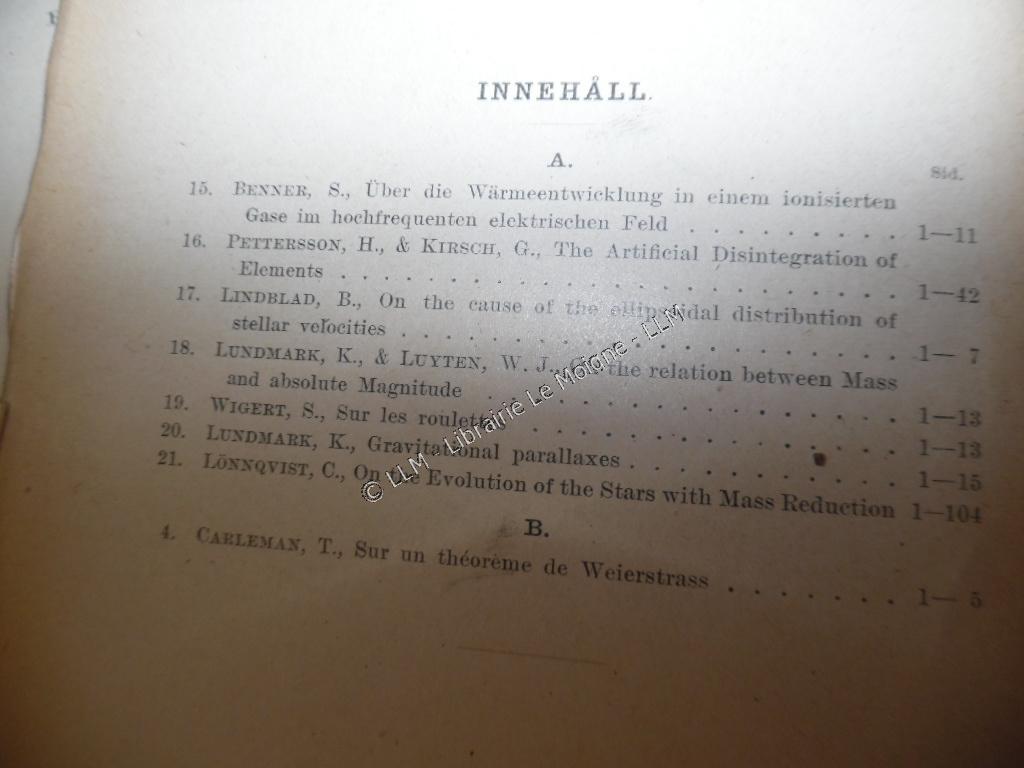 INNEHÅLL.
A.
Sid.
15. BENNER, S., Über die Wärmeentwicklung in einem ionisierten
Gase im hochfrequenten elektrischen Feld . . . . . . . . . 1—11
16. PETTERSSON, H., & KIRSCH, G., The Artificial Disintegration of
Elements . . . . . . . . . . . . . . . . . . . . 1—42
17. LINDBLAD, B., On the cause of the ellipsoidal distribution of
stellar velocities . . . . . . . . . . . . . . . . . . 1— 7
18. LUNDMARK, K., & LUYTEN, W. J., On the relation between Mass
and absolute Magnitude . . . . . . . . . . . . . . . 1—13
19. WIGERT, S., Sur les roulettes . . . . . . . . . . . . . . 1—13
20. LUNDMARK, K., Gravitational parallaxes . . . . . . . . . . 1—15
21. LÖNNQVIST, C., On the Evolution of the Stars with Mass Reduction 1—104
B.
4. CARLEMAN, T., Sur un théorème de Weierstrass . . . . . . . 1— 5
© LLM - Librairie Le Moione - LLM